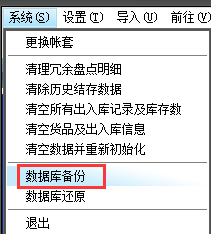 系统(S) 设置(T) 导入(U) 前往(V)
更换帐套
清理冗余盘点明细
清除历史结存数据
清空所有出入库记录及库存数
清空货品及出入库信息
清空数据并重新初始化
数据库备份
数据库还原
退出